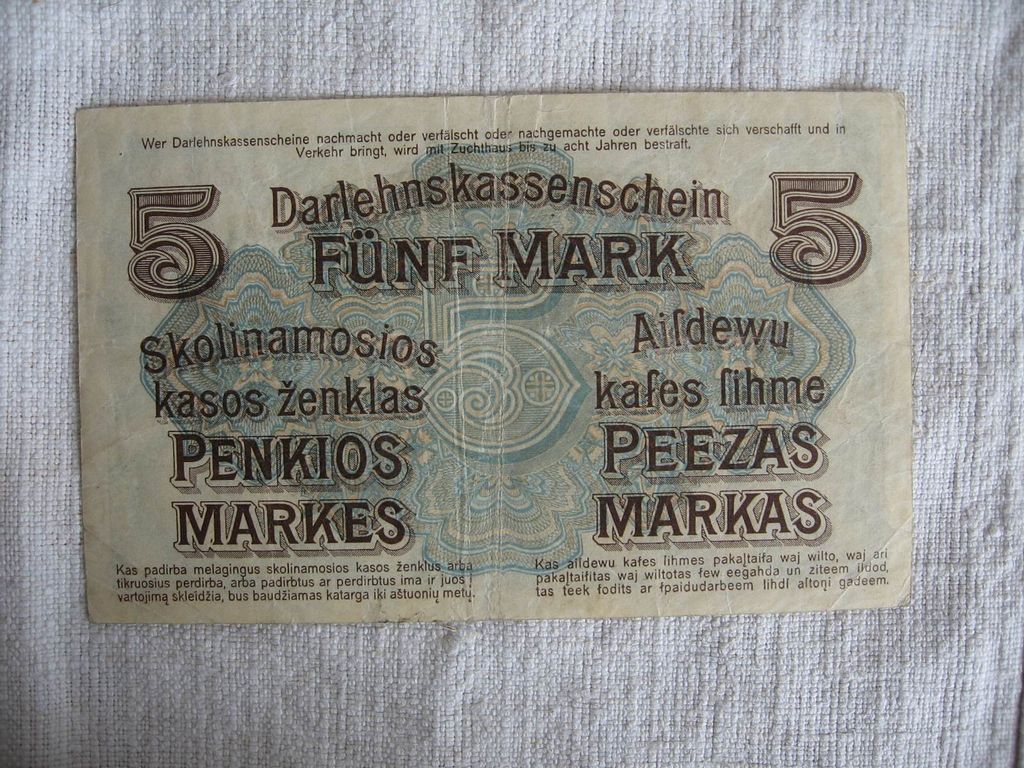 Wer Darlehnskassenscheine nachmacht oder verfälscht oder nachgemachte oder verfälschte sich verschafft und in
Verkehr bringt, wird mit Zuchthaus bis zu acht Jahren bestraft.
5 Darlehnskassenschein 5
FÜNF MARK
Skolinamosios
kasos ženklas
PENKIOS
MARKES
Aiſdewu
kaſes ſihme
PEEZAS
MARKAS
5
Kas padirba melagingus skolinamosios kasos ženklus arba
tikruosius perdirba, arba padirbtus ar perdirbtus ima ir juos į
vartojimą skleidžia, bus baudžiamas katarga iki aštuonių metų.
Kas aiſdewu kaſes ſihmes pakaļtaiſa waj wilto, waj ari
pakaļtaiſitas waj wiltotas ſew eegahda un ziteem iſdod,
tas teek ſodits ar ſpaidudarbeem lihdſ aſtoņi gadeem.